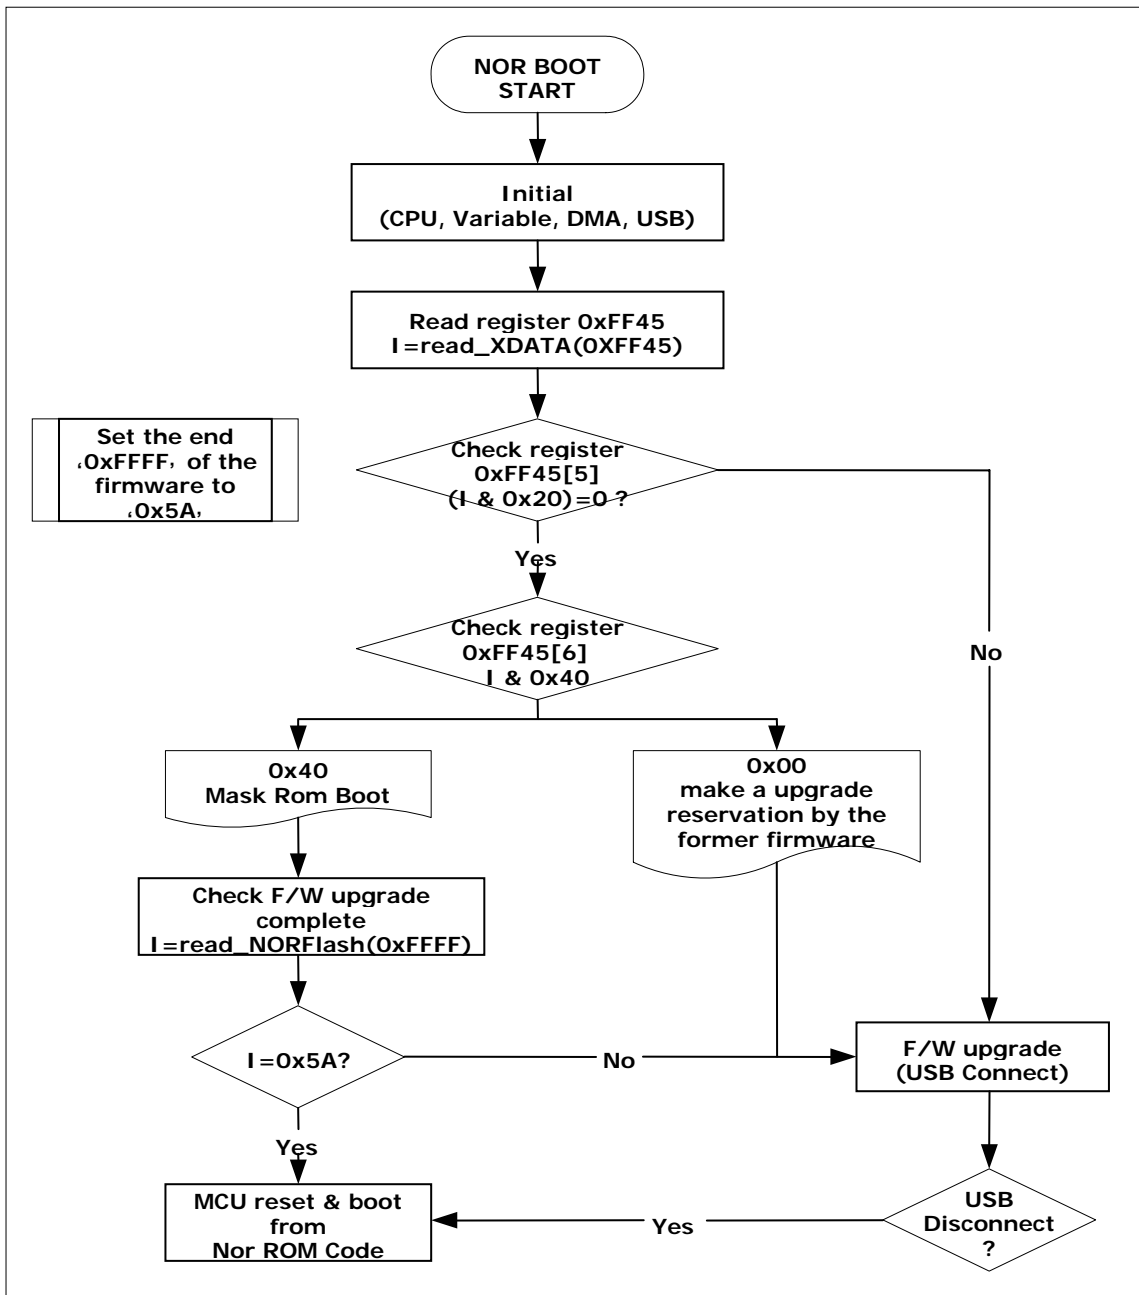 NOR BOOT
START
Initial
(CPU, Variable, DMA, USB)
Read register 0xFF45
I=read_XDATA(0XFF45)
Set the end
‘0xFFFF’ of the
firmware to
‘0x5A’
Check register
0xFF45[5]
(I & 0x20)=0 ?
Yes
Check register
0xFF45[6]
I & 0x40
No
0x40
Mask Rom Boot
0x00
make a upgrade
reservation by the
former firmware
Check F/W upgrade
complete
I=read_NORFlash(0xFFFF)
I=0x5A?
No
F/W upgrade
(USB Connect)
Yes
MCU reset & boot
from
Nor ROM Code
Yes
USB
Disconnect
?